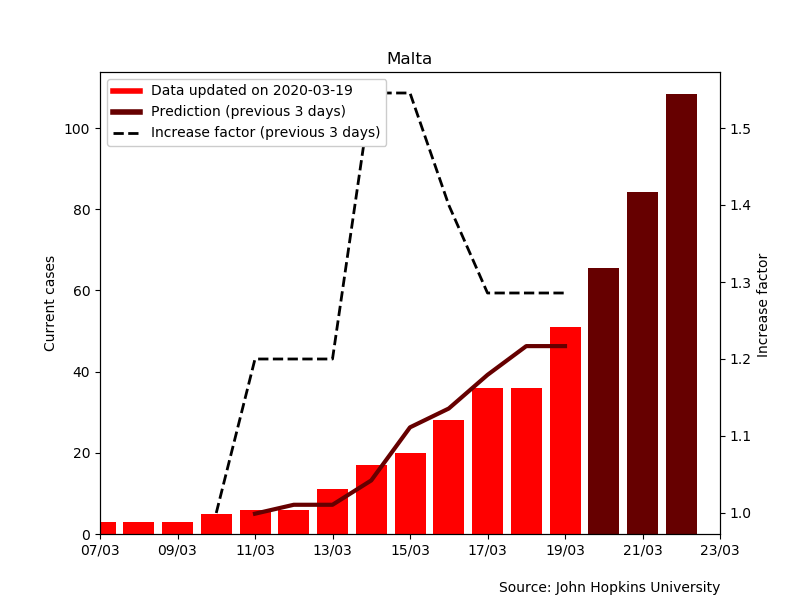 Malta
Data updated on 2020-03-19
Prediction (previous 3 days)
Increase factor (previous 3 days)
Current cases
100
80
60
40
20
0
1.5
1.4
1.3
1.2
1.1
1.0
Increase factor
07/03 09/03 11/03 13/03 15/03 17/03 19/03 21/03 23/03
Source: John Hopkins University